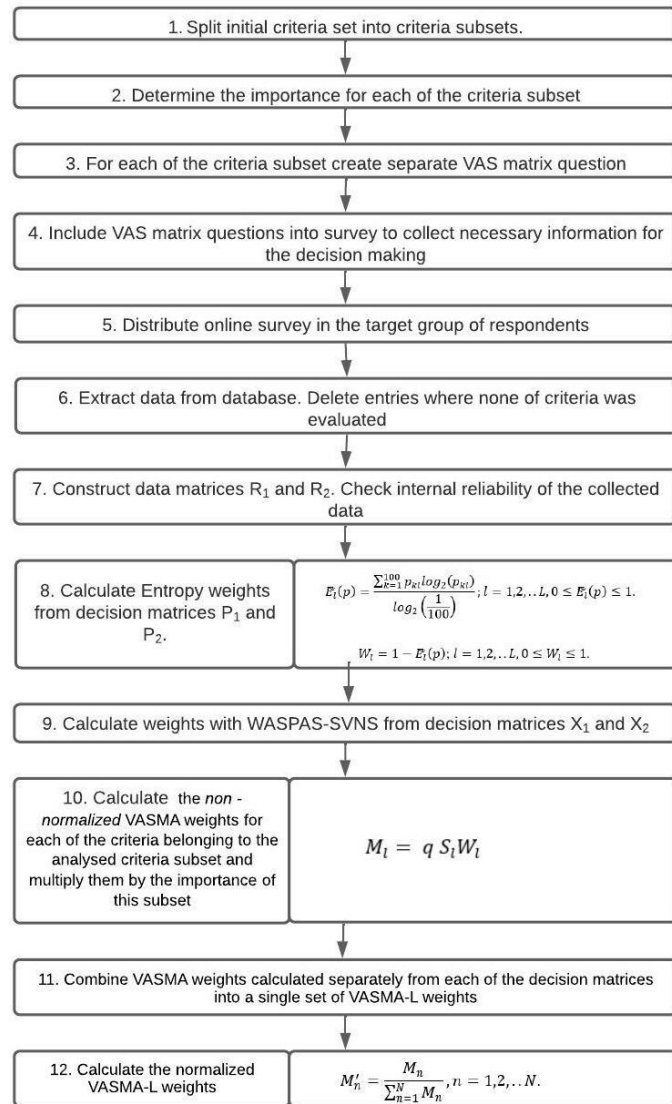 1. Split initial criteria set into criteria subsets.
2. Determine the importance for each of the criteria subset
3. For each of the criteria subset create separate VAS matrix question
4. Include VAS matrix questions into survey to collect necessary information for
the decision making
5. Distribute online survey in the target group of respondents
6. Extract data from database. Delete entries where none of criteria was
evaluated
7. Construct data matrices R₁ and R₂. Check internal reliability of the collected
data
8. Calculate Entropy weights
from decision matrices P₁ and
P₂.
E_l(p) = ∑_{k=1}^{100} p_{kl} log₂(p_{kl}) / log₂(1/100) ; l = 1,2,..L, 0 ≤ E_l(p) ≤ 1.
W_l = 1 − E_l(p); l = 1,2,..L, 0 ≤ W_l ≤ 1.
9. Calculate weights with WASPAS-SVNS from decision matrices X₁ and X₂
10. Calculate the non -
normalized VASMA weights for
each of the criteria belonging to the
analysed criteria subset and
multiply them by the importance of
this subset
M_l = q S_l W_l
11. Combine VASMA weights calculated separately from each of the decision matrices
into a single set of VASMA-L weights
12. Calculate the normalized
VASMA-L weights
M′_n = M_n / ∑_{n=1}^{N} M_n , n = 1,2,..N.